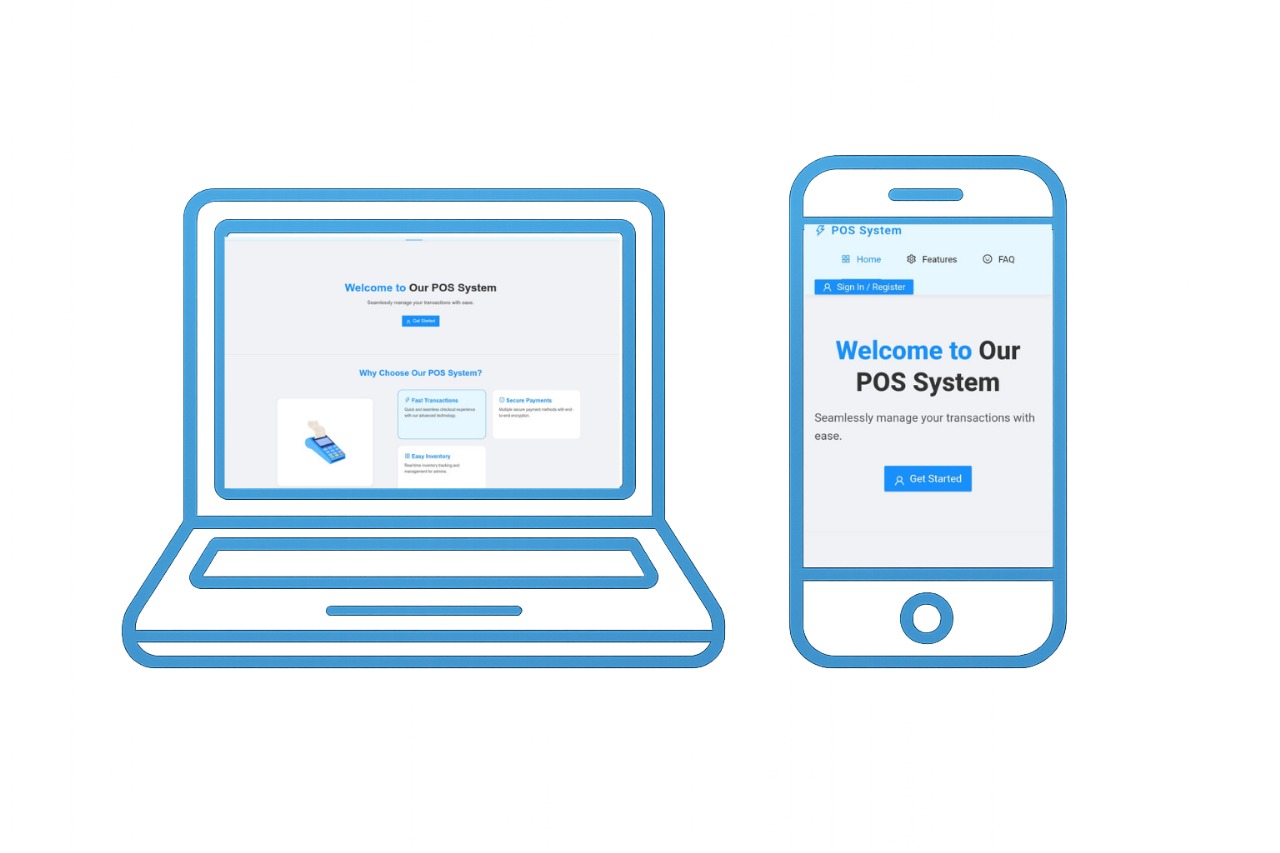 Welcome to Our POS System
Seamlessly manage your transactions with ease.
Get Started
Why Choose Our POS System?
Fast Transactions
Quick and seamless checkout experience
with our advanced technology.
Secure Payments
Multiple secure payment methods with end-
to-end encryption.
Easy Inventory
Real-time inventory tracking and
management for admins.
POS System
Home Features FAQ
Sign In / Register
Welcome to Our
POS System
Seamlessly manage your transactions with
ease.
Get Started